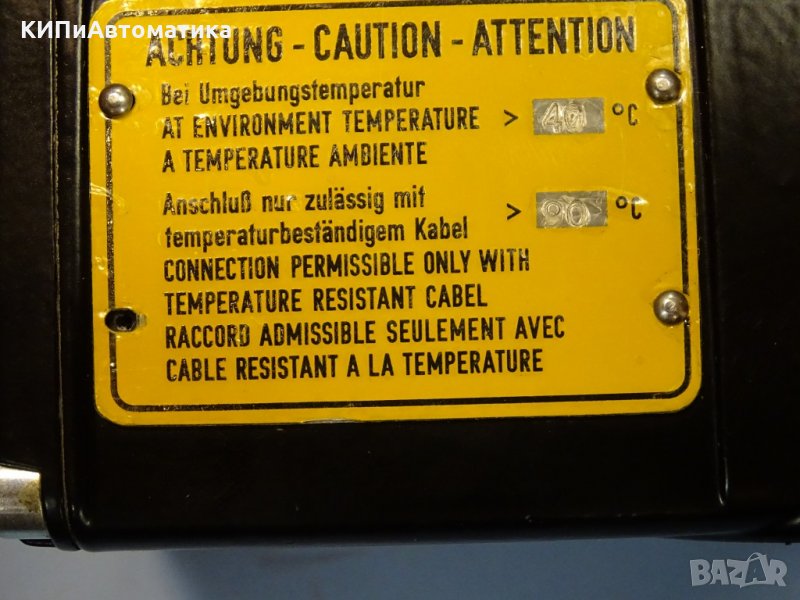 КИПиАвтоматика
ACHTUNG - CAUTION - ATTENTION
Bei Umgebungstemperatur
AT ENVIRONMENT TEMPERATURE > 40 °C
A TEMPERATURE AMBIENTE
Anschluß nur zulässig mit
temperaturbeständigem Kabel > 90 °C
CONNECTION PERMISSIBLE ONLY WITH
TEMPERATURE RESISTANT CABEL
RACCORD ADMISSIBLE SEULEMENT AVEC
CABLE RESISTANT A LA TEMPERATURE
BAZAR